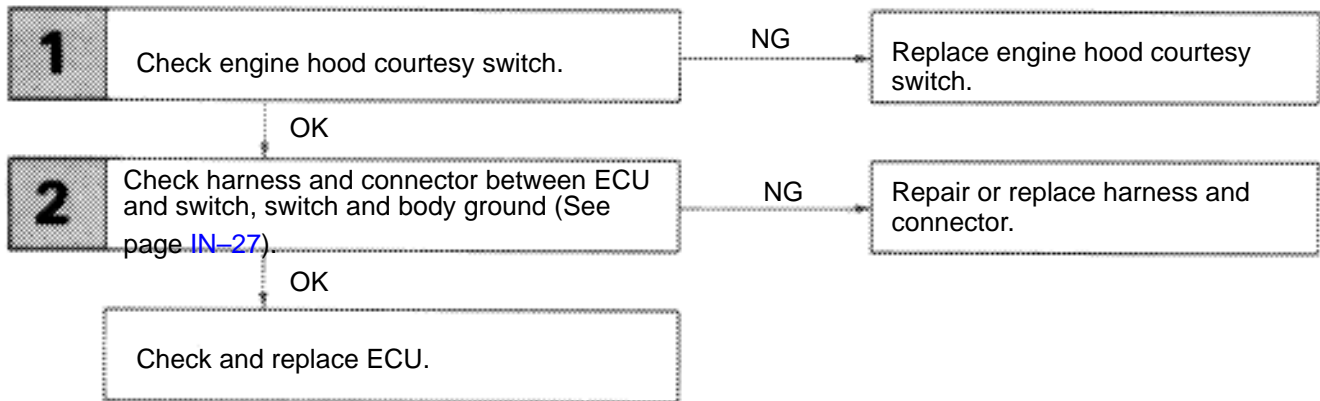 1
Check engine hood courtesy switch.
NG
Replace engine hood courtesy
switch.
OK
2
Check harness and connector between ECU
and switch, switch and body ground (See
page IN–27).
NG
Repair or replace harness and
connector.
OK
Check and replace ECU.